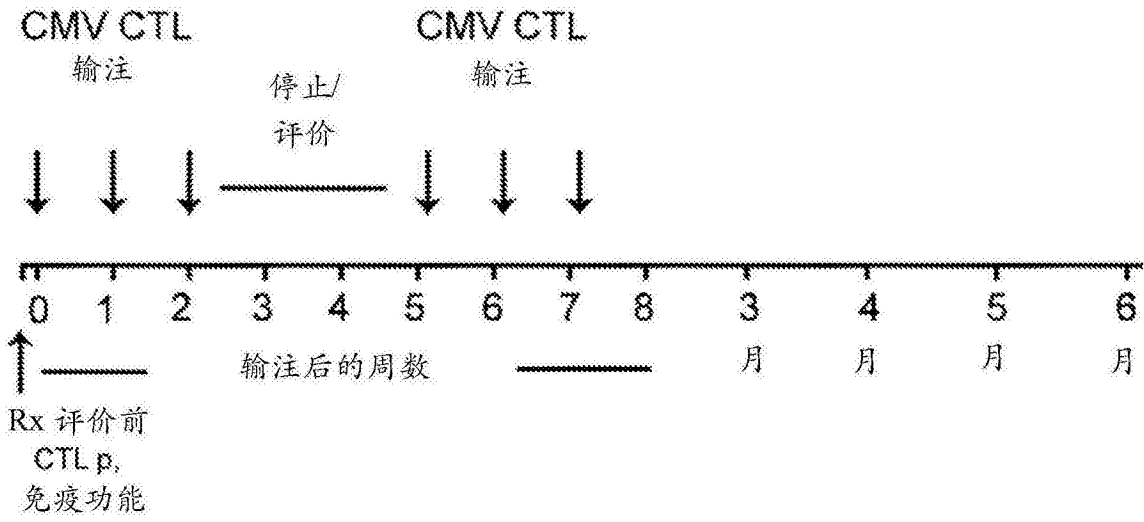 CMV CTL
输注
停止/
评价
CMV CTL
输注
0 1 2 3 4 5 6 7 8 3 4 5 6
输注后的周数
月 月 月 月
Rx 评价前
CTL p,
免疫功能